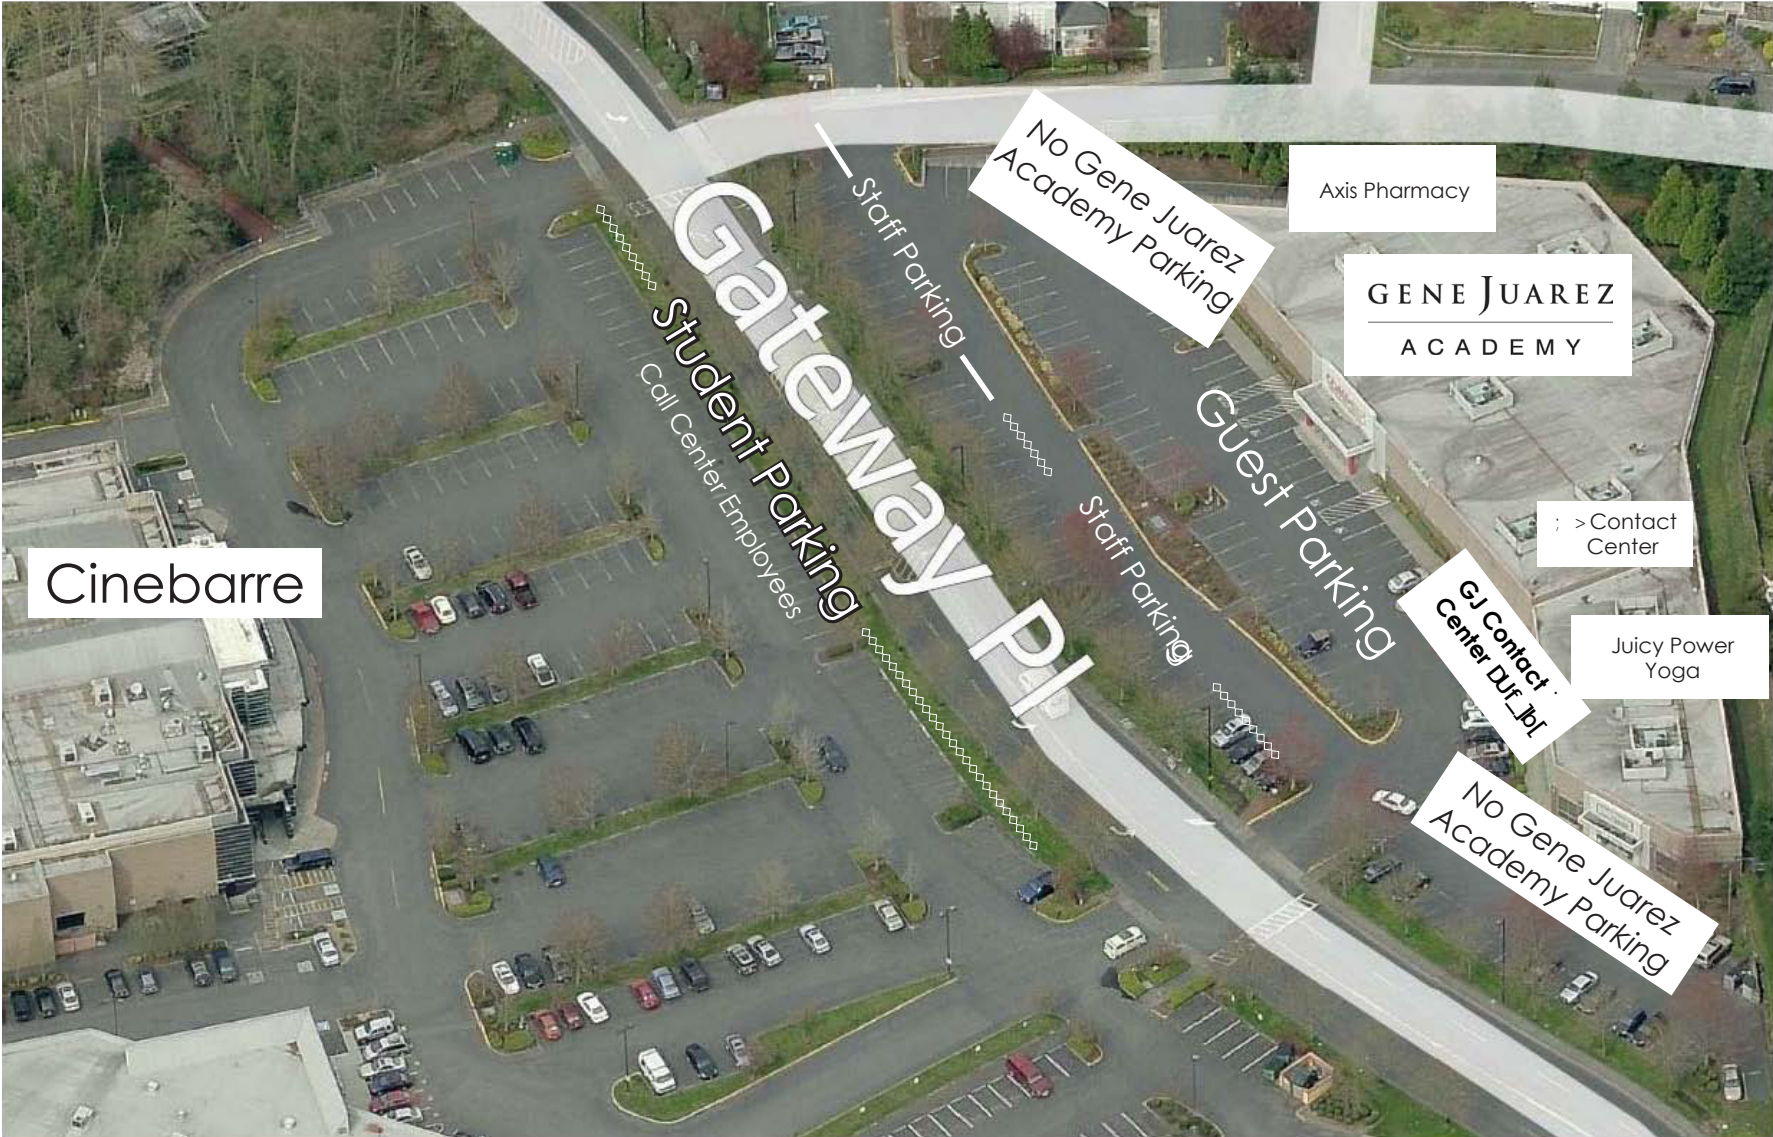 No Gene Juarez
Academy Parking
Axis Pharmacy
GENE JUAREZ
ACADEMY
Staff Parking
Gateway Pl
Student Parking
Call Center Employees
Guest Parking
Staff Parking
; > Contact
Center
Cinebarre
GJ Contact
Center DUf_]b[
Juicy Power
Yoga
No Gene Juarez
Academy Parking